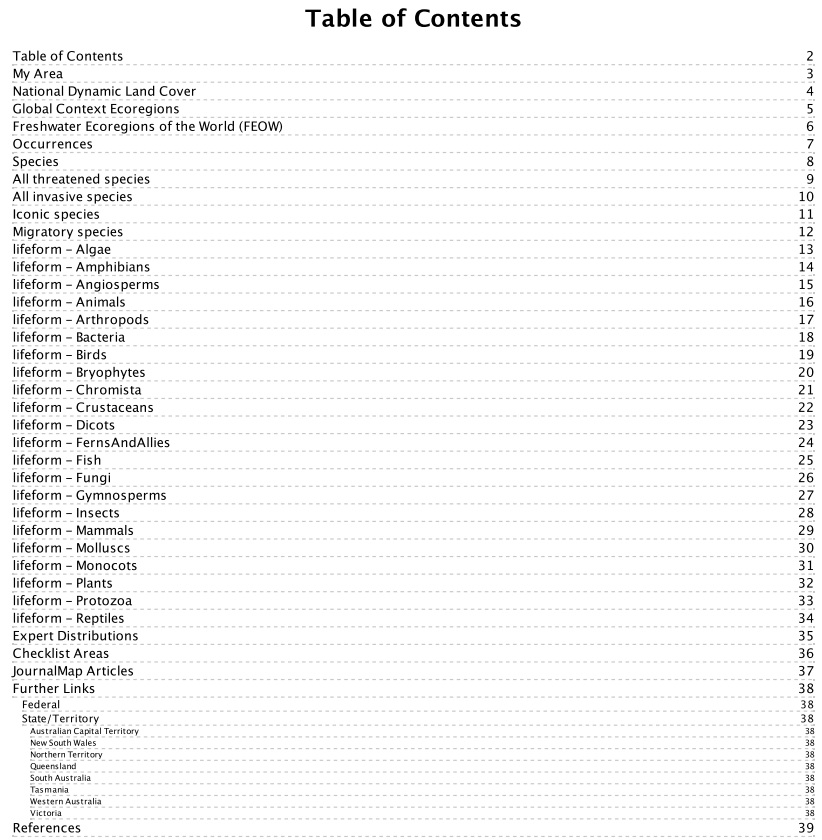 Table of Contents
Table of Contents 2
My Area 3
National Dynamic Land Cover 4
Global Context Ecoregions 5
Freshwater Ecoregions of the World (FEOW) 6
Occurrences 7
Species 8
All threatened species 9
All invasive species 10
Iconic species 11
Migratory species 12
lifeform – Algae 13
lifeform – Amphibians 14
lifeform – Angiosperms 15
lifeform – Animals 16
lifeform – Arthropods 17
lifeform – Bacteria 18
lifeform – Birds 19
lifeform – Bryophytes 20
lifeform – Chromista 21
lifeform – Crustaceans 22
lifeform – Dicots 23
lifeform – FernsAndAllies 24
lifeform – Fish 25
lifeform – Fungi 26
lifeform – Gymnosperms 27
lifeform – Insects 28
lifeform – Mammals 29
lifeform – Molluscs 30
lifeform – Monocots 31
lifeform – Plants 32
lifeform – Protozoa 33
lifeform – Reptiles 34
Expert Distributions 35
Checklist Areas 36
JournalMap Articles 37
Further Links 38
Federal 38
State/Territory 38
Australian Capital Territory 38
New South Wales 38
Northern Territory 38
Queensland 38
South Australia 38
Tasmania 38
Western Australia 38
Victoria 38
References 39